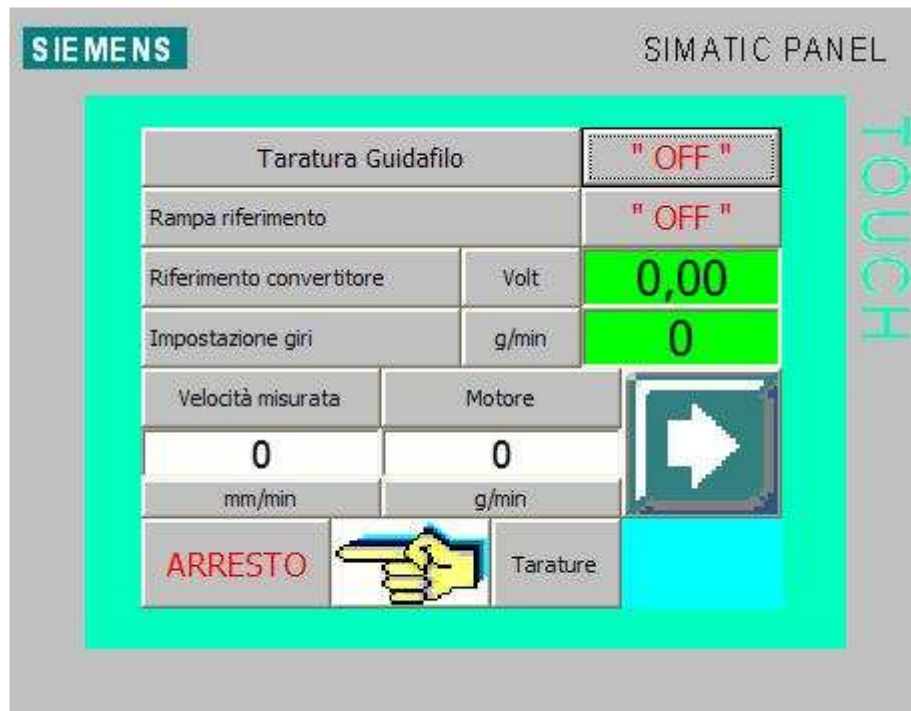 SIEMENS
SIMATIC PANEL
TOUCH
Taratura Guidafilo " OFF "
Rampa riferimento " OFF "
Riferimento convertitore Volt 0,00
Impostazione giri g/min 0
Velocità misurata Motore
0 0
mm/min g/min
ARRESTO Tarature